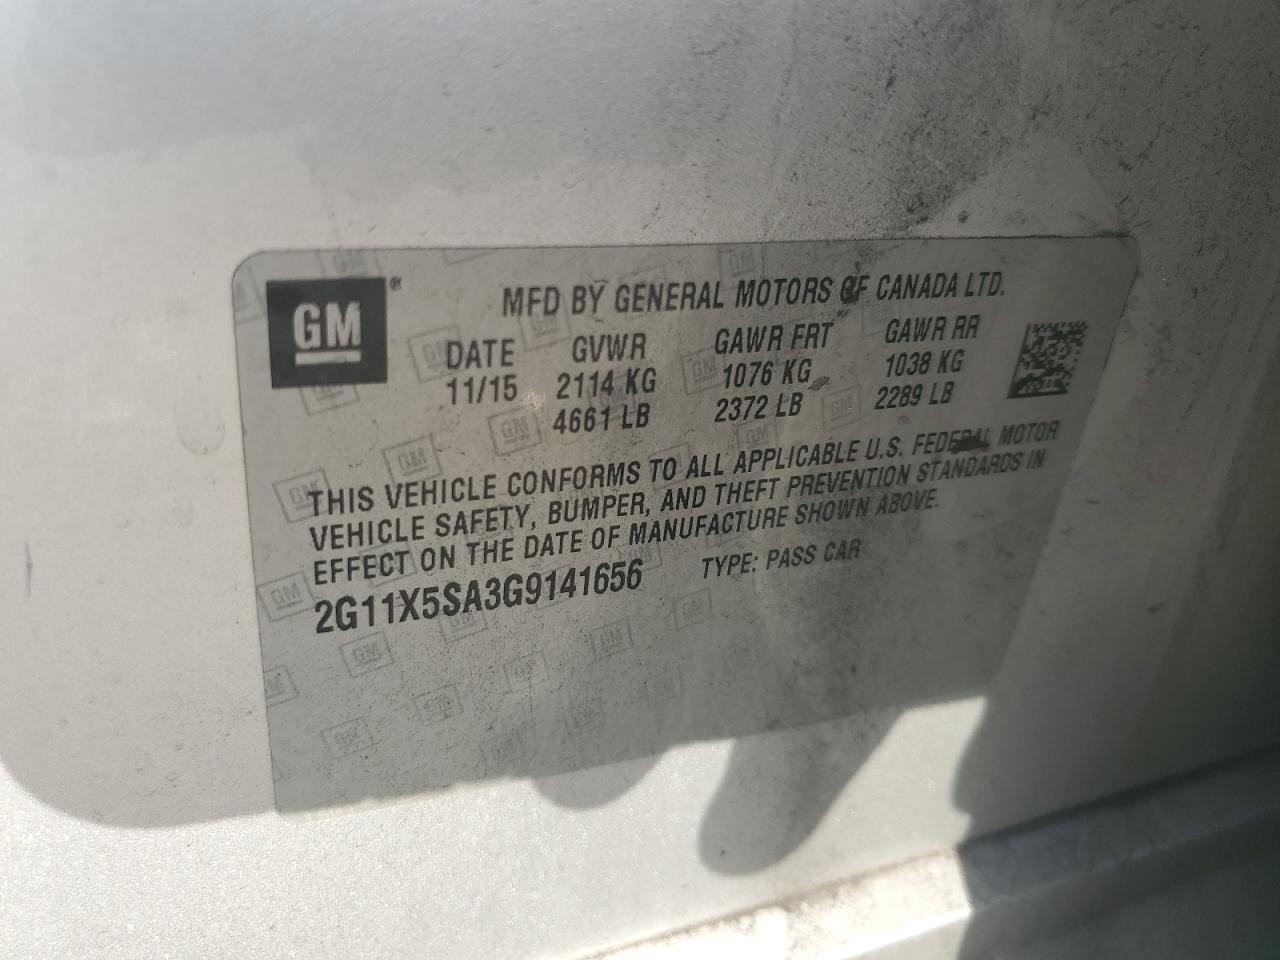 GM ®
MFD BY GENERAL MOTORS OF CANADA LTD.
DATE GVWR GAWR FRT GAWR RR
11/15 2114 KG 1076 KG 1038 KG
4661 LB 2372 LB 2289 LB
THIS VEHICLE CONFORMS TO ALL APPLICABLE U.S. FEDERAL MOTOR
VEHICLE SAFETY, BUMPER, AND THEFT PREVENTION STANDARDS IN
EFFECT ON THE DATE OF MANUFACTURE SHOWN ABOVE.
2G11X5SA3G9141656 TYPE: PASS CAR